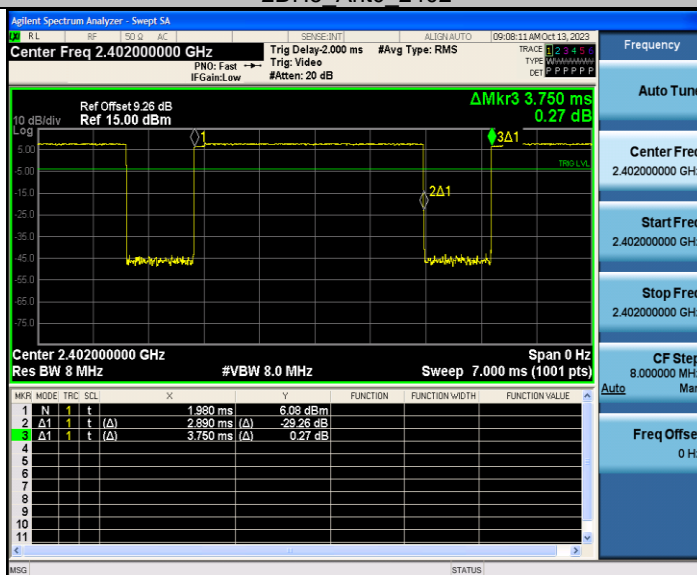 Agilent Spectrum Analyzer - Swept SA
RL RF 50 Ω AC SENSE:INT ALIGN AUTO 09:08:11 AM Oct 13, 2023
Center Freq 2.402000000 GHz
PNO: Fast
IFGain:Low
Trig Delay-2.000 ms
Trig: Video
#Atten: 20 dB
#Avg Type: RMS
TRACE 1 2 3 4 5 6
TYPE
DET P P P P P P
Ref Offset 9.26 dB
Ref 15.00 dBm
10 dB/div
Log
ΔMkr3 3.750 ms
0.27 dB
5.00
-5.00
-15.0
-25.0
-35.0
-45.0
-55.0
-65.0
-75.0
1
3Δ1
TRIG LVL
2Δ1
Center 2.402000000 GHz
Span 0 Hz
Res BW 8 MHz
#VBW 8.0 MHz
Sweep 7.000 ms (1001 pts)
MKR MODE TRC SCL X Y FUNCTION FUNCTION WIDTH FUNCTION VALUE
1 N 1 t 1.980 ms 6.08 dBm
2 Δ1 1 t (Δ) 2.890 ms (Δ) -29.26 dB
3 Δ1 1 t (Δ) 3.750 ms (Δ) 0.27 dB
4
5
6
7
8
9
10
11
MSG STATUS
Frequency
Auto Tune
Center Freq
2.402000000 GHz
Start Freq
2.402000000 GHz
Stop Freq
2.402000000 GHz
CF Step
8.000000 MHz
Auto Man
Freq Offset
0 Hz